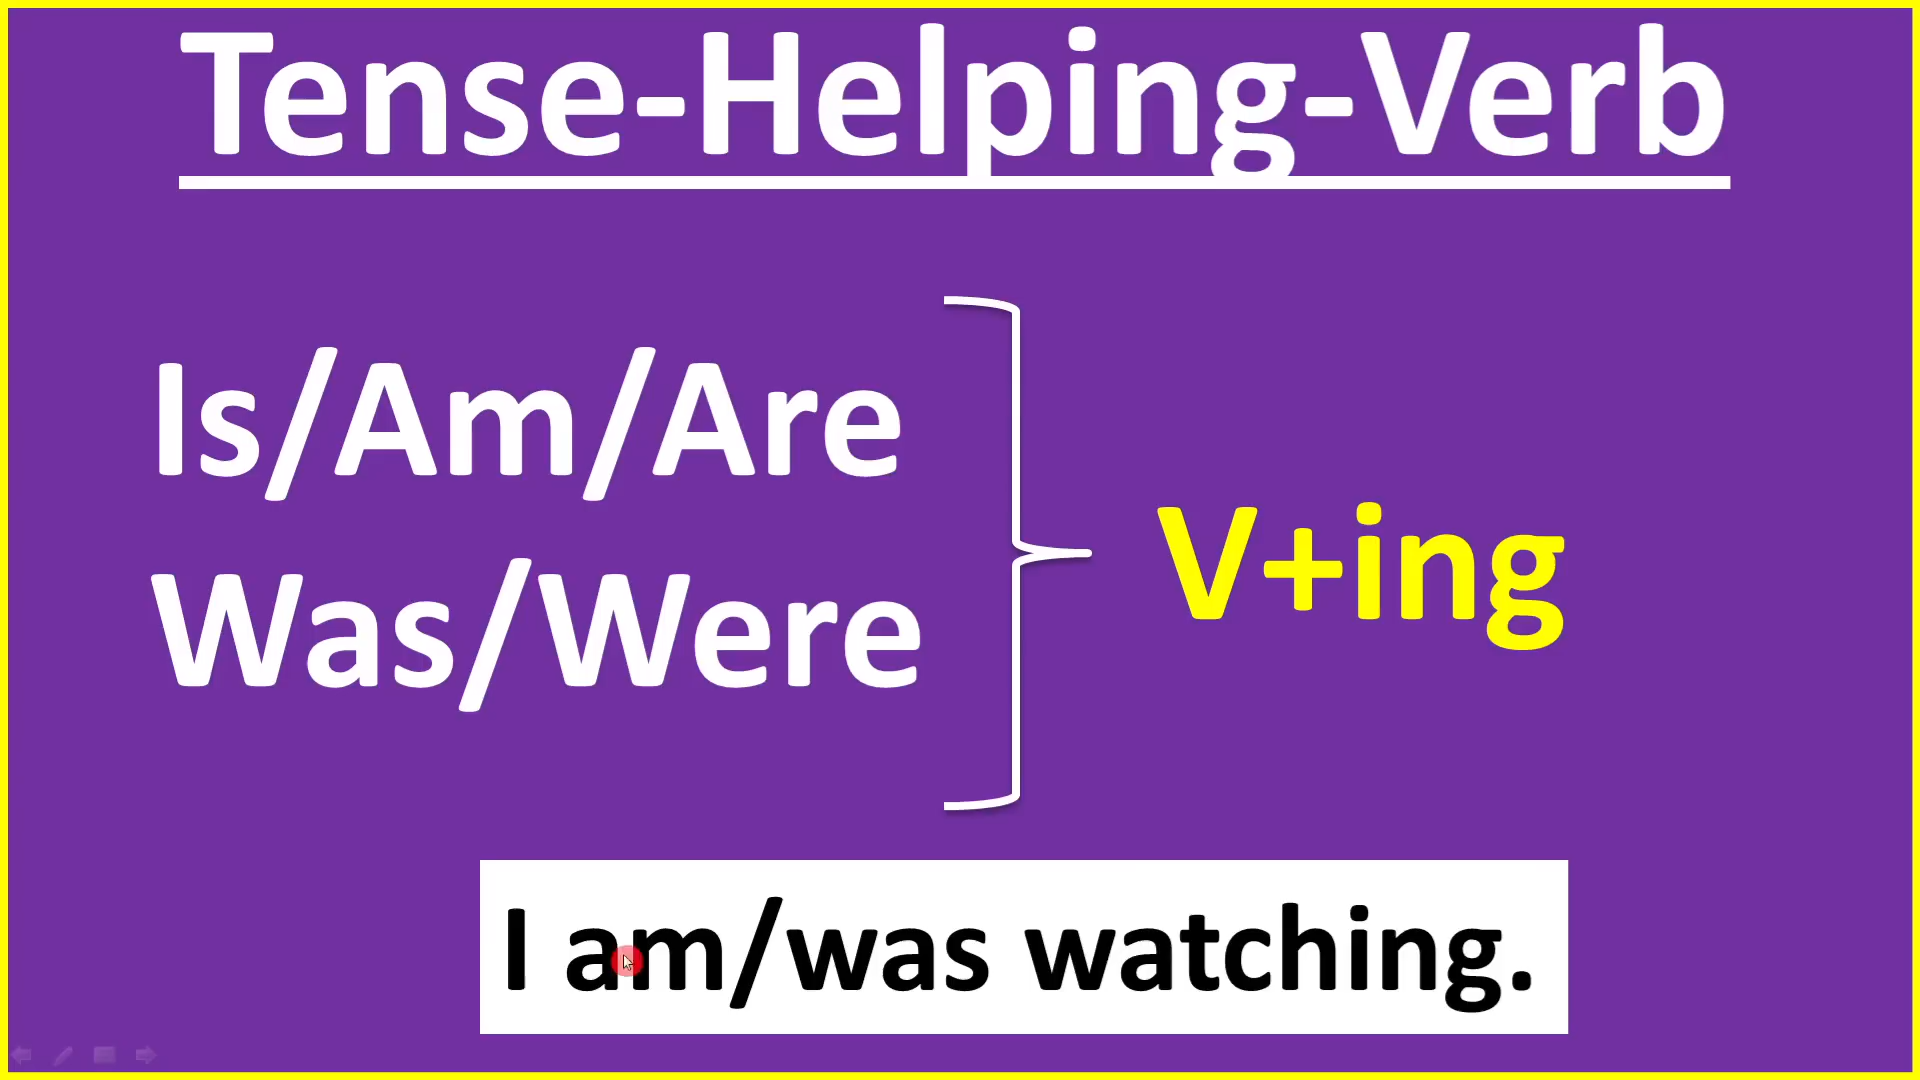 Tense-Helping-Verb
Is/Am/Are
Was/Were
V+ing
I am/was watching.